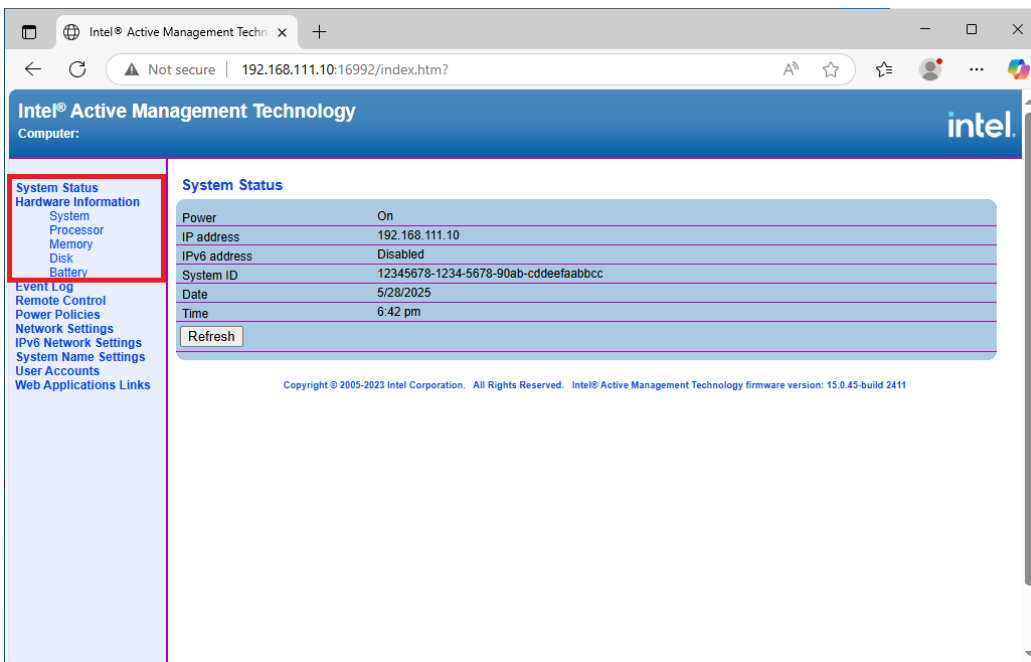 Intel® Active Management Techn
Not secure | 192.168.111.10:16992/index.htm?
Intel® Active Management Technology
Computer:
intel.
System Status
Hardware Information
System
Processor
Memory
Disk
Battery
Event Log
Remote Control
Power Policies
Network Settings
IPv6 Network Settings
System Name Settings
User Accounts
Web Applications Links
System Status
Power On
IP address 192.168.111.10
IPv6 address Disabled
System ID 12345678-1234-5678-90ab-cddeefaabbcc
Date 5/28/2025
Time 6:42 pm
Refresh
Copyright © 2005-2023 Intel Corporation. All Rights Reserved. Intel® Active Management Technology firmware version: 15.0.45-build 2411